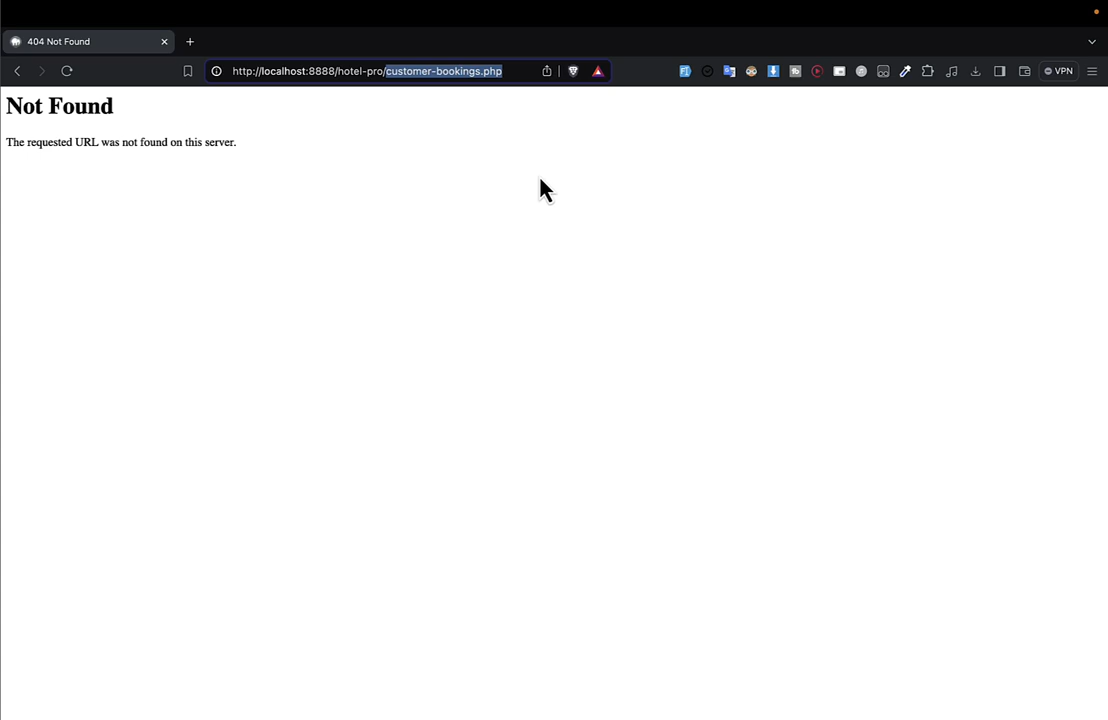 404 Not Found
http://localhost:8888/hotel-pro/customer-bookings.php
VPN
Not Found
The requested URL was not found on this server.